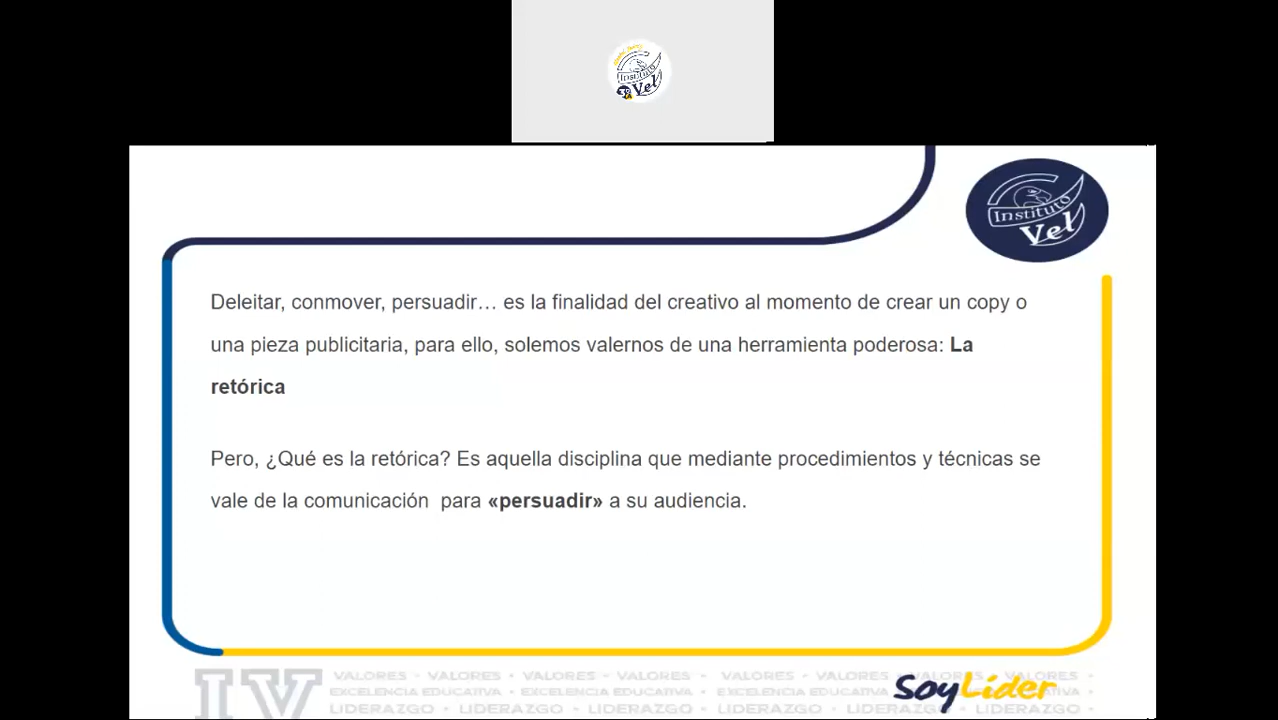 Instituto
Vel
Instituto
Vel
Deleitar, conmover, persuadir… es la finalidad del creativo al momento de crear un copy o
una pieza publicitaria, para ello, solemos valernos de una herramienta poderosa: La
retórica
Pero, ¿Qué es la retórica? Es aquella disciplina que mediante procedimientos y técnicas se
vale de la comunicación  para «persuadir» a su audiencia.
IV
VALORES • VALORES • VALORES • VALORES • VALORES • VALORES • VALORES
EXCELENCIA EDUCATIVA • EXCELENCIA EDUCATIVA • EXCELENCIA EDUCATIVA
LIDERAZGO • LIDERAZGO • LIDERAZGO • LIDERAZGO • LIDERAZGO • LIDERAZGO •
SoyLíder